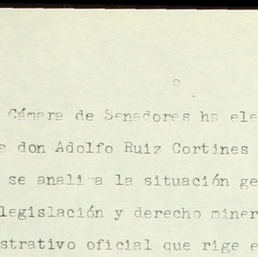 Cámara de Senadores ha ele
don Adolfo Ruiz Cortines
se anali a la situación ge
legislación y derecho miner
strativo oficial que rige e